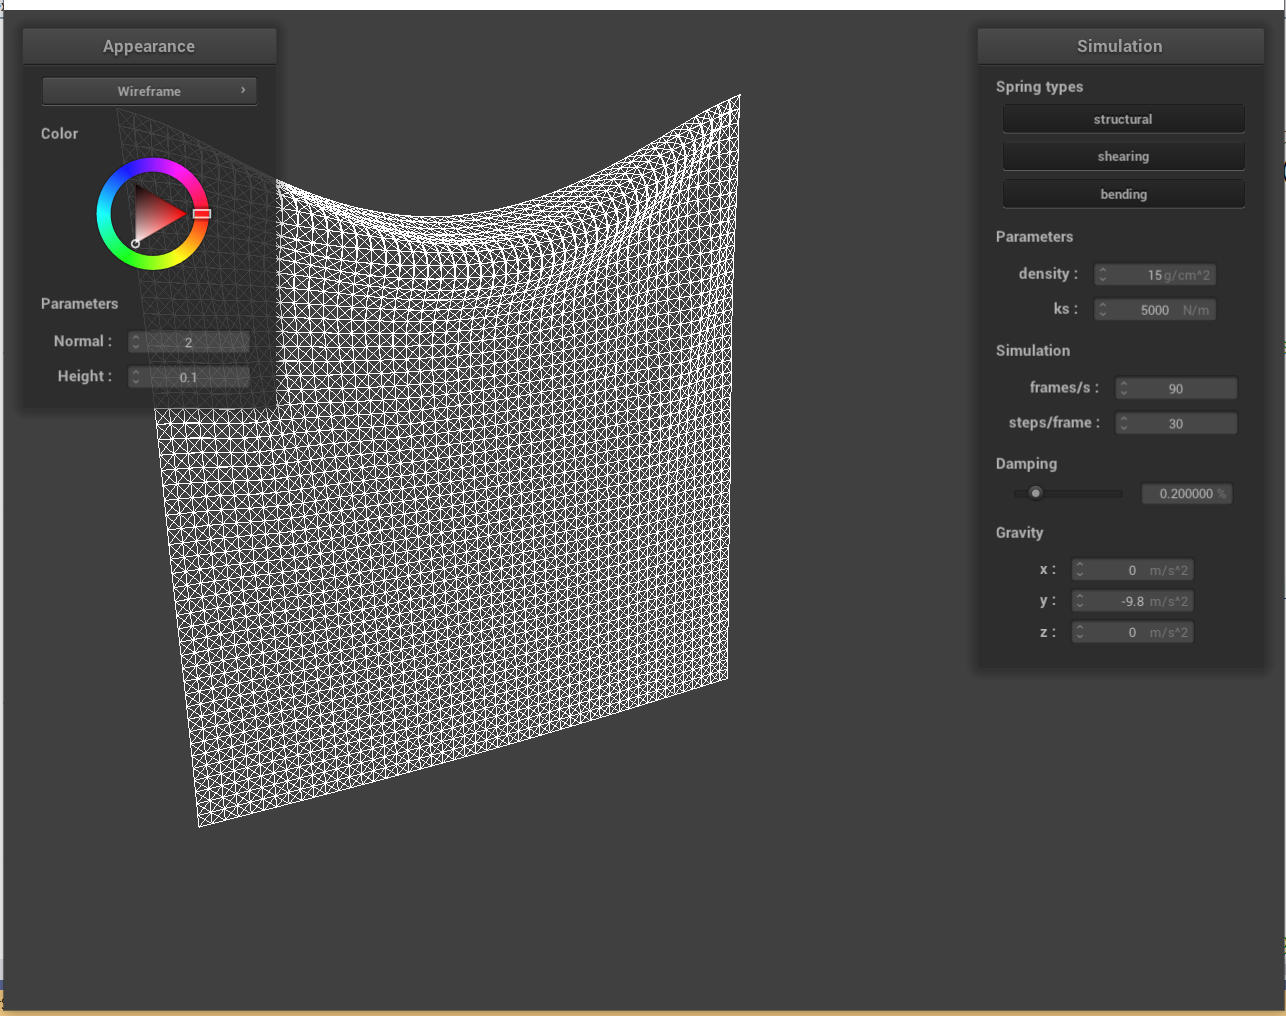 Appearance
Wireframe
Color
Parameters
Normal : 2
Height : 0.1
Simulation
Spring types
structural
shearing
bending
Parameters
density : 15 g/cm^2
ks : 5000 N/m
Simulation
frames/s : 90
steps/frame : 30
Damping
0.200000 %
Gravity
x : 0 m/s^2
y : -9.8 m/s^2
z : 0 m/s^2